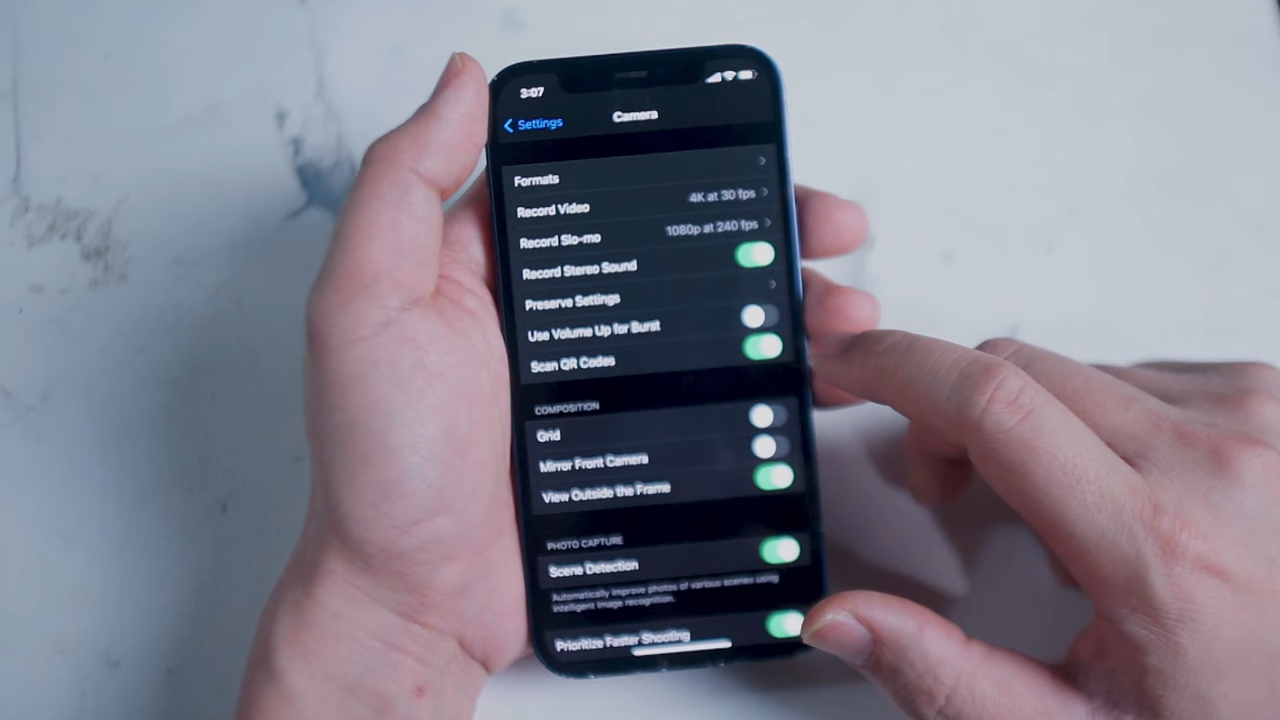 3:07
Settings
Camera
Formats
Record Video 4K at 30 fps
Record Slo-mo 1080p at 240 fps
Record Stereo Sound
Preserve Settings
Use Volume Up for Burst
Scan QR Codes
COMPOSITION
Grid
Mirror Front Camera
View Outside the Frame
PHOTO CAPTURE
Scene Detection
Automatically improve photos of various scenes using
intelligent image recognition.
Prioritize Faster Shooting